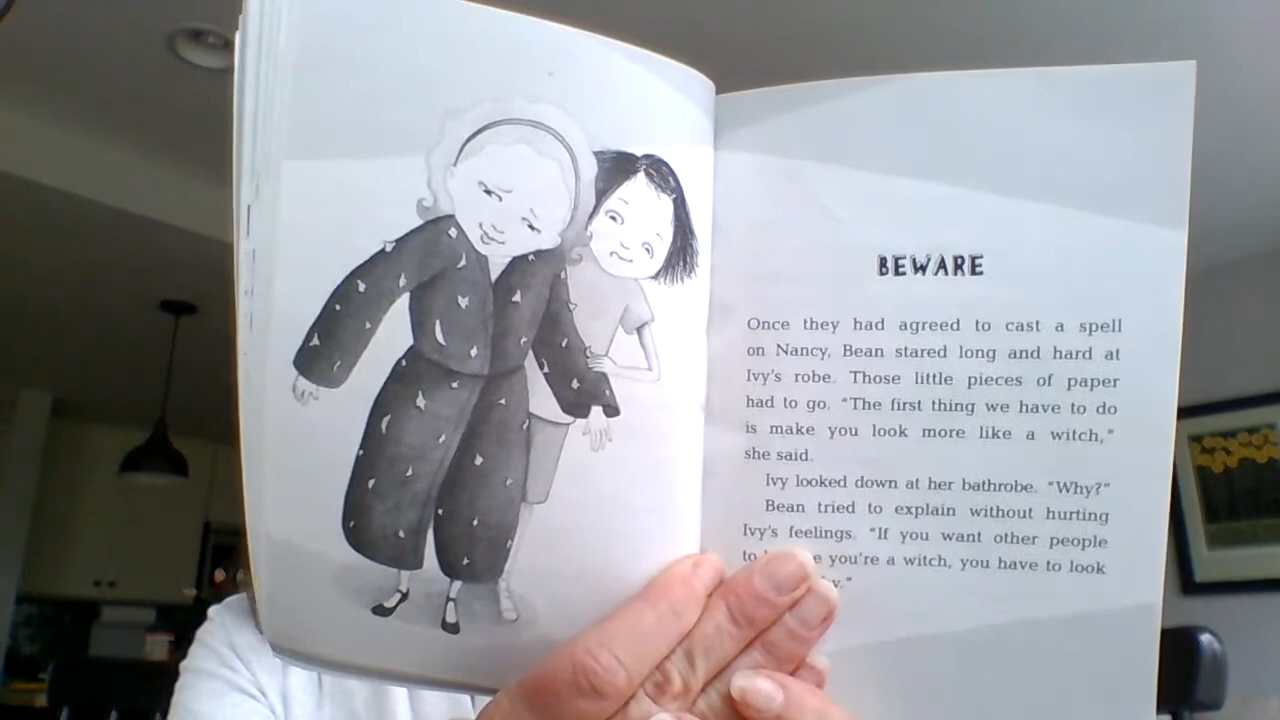 BEWARE
Once they had agreed to cast a spell
on Nancy, Bean stared long and hard at
Ivy's robe. Those little pieces of paper
had to go. "The first thing we have to do
is make you look more like a witch,"
she said.
Ivy looked down at her bathrobe. "Why?"
Bean tried to explain without hurting
Ivy's feelings. "If you want other people
to you're a witch, you have to look